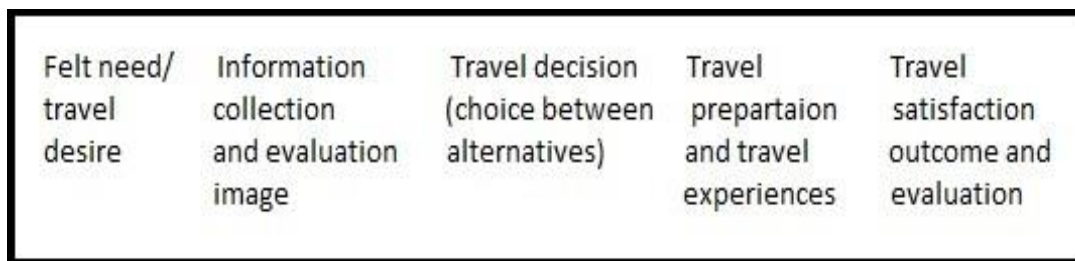 Felt need/
travel
desire
Information
collection
and evaluation
image
Travel decision
(choice between
alternatives)
Travel
prepartaion
and travel
experiences
Travel
satisfaction
outcome and
evaluation